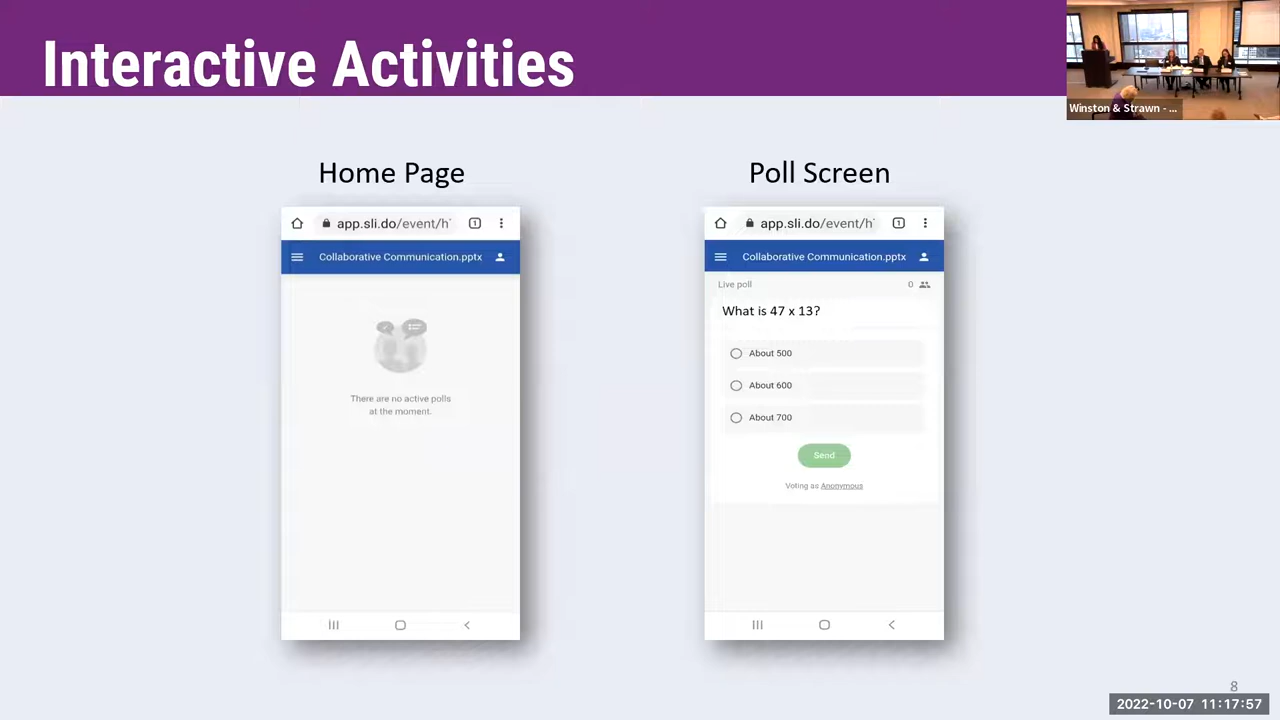 Interactive Activities
Winston & Strawn - ...
Home Page
app.sli.do/event/h
1
Collaborative Communication.pptx
There are no active polls
at the moment.
Poll Screen
app.sli.do/event/h
1
Collaborative Communication.pptx
Live poll
0
What is 47 x 13?
About 500
About 600
About 700
Send
Voting as Anonymous
8
2022-10-07 11:17:57